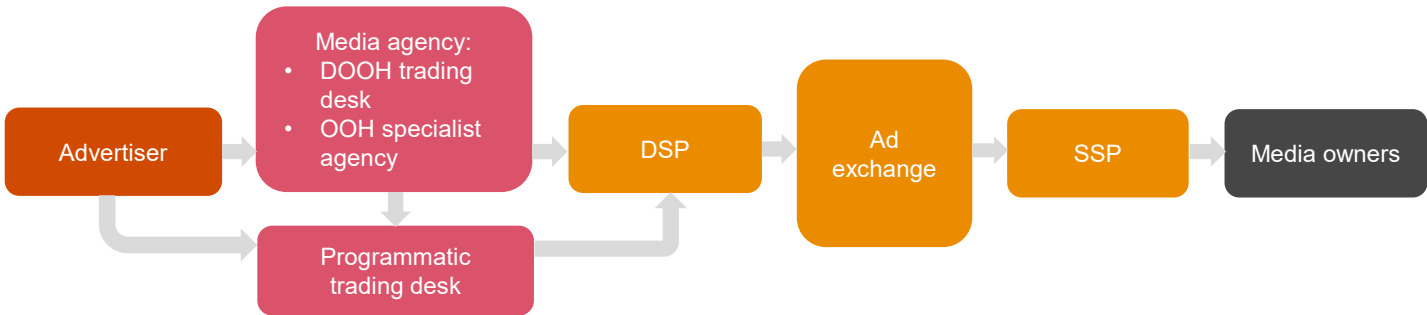 Advertiser
Media agency:
• DOOH trading
desk
• OOH specialist
agency
Programmatic
trading desk
DSP
Ad
exchange
SSP
Media owners